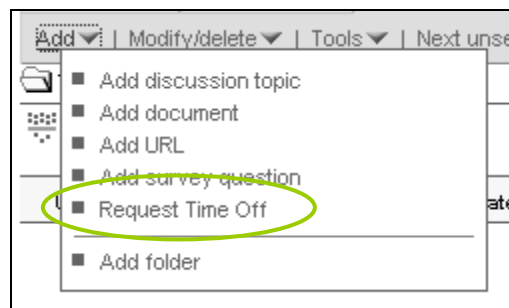 Add | Modify/delete | Tools | Next unse
Add discussion topic
Add document
Add URL
Add survey question
Request Time Off
ate
Add folder